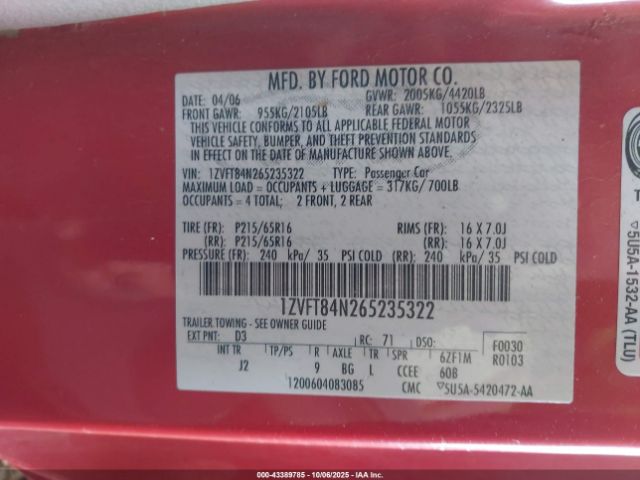 MFD. BY FORD MOTOR CO.
DATE: 04/06 GVWR: 2005KG/4420LB
FRONT GAWR: 955KG/2105LB REAR GAWR: 1055KG/2325LB
THIS VEHICLE CONFORMS TO ALL APPLICABLE FEDERAL MOTOR
VEHICLE SAFETY, BUMPER, AND THEFT PREVENTION STANDARDS
IN EFFECT ON THE DATE OF MANUFACTURE SHOWN ABOVE.
VIN: 1ZVFT84N265235322 TYPE: Passenger Car
MAXIMUM LOAD = OCCUPANTS + LUGGAGE = 317KG/ 700LB
OCCUPANTS = 4 TOTAL; 2 FRONT, 2 REAR
TIRE (FR): P215/65R16 RIMS (FR): 16 X 7.0J
(RR): P215/65R16 (RR): 16 X 7.0J
PRESSURE (FR): 240 kPa/ 35 PSI COLD (RR): 240 kPa/ 35 PSI COLD
1ZVFT84N265235322
TRAILER TOWING - SEE OWNER GUIDE
EXT PNT: D3 RC: 71 DSO: F0030
INT TR TP/PS R AXLE TR SPR 6ZF1M R0103
J2 9 BG L CCEE 60B
1200604083085 CMC 5U5A-5420472-AA
5U5A-1532-AA (TLU)
000-43389785 - 10/06/2025 - IAA Inc.